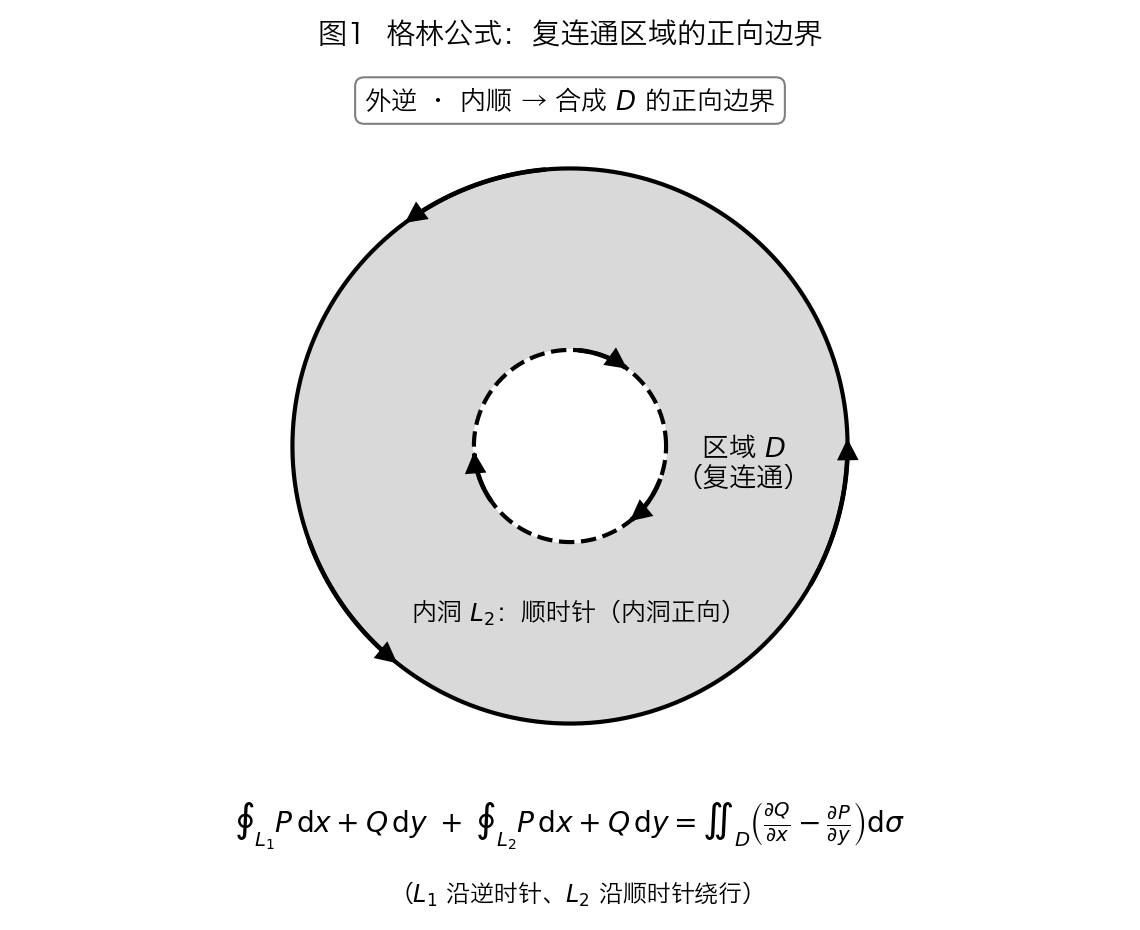 图1 格林公式：复连通区域的正向边界
外逆 · 内顺 → 合成 D 的正向边界
区域 D
（复连通）
内洞 L₂：顺时针（内洞正向）
∮_{L₁} P dx + Q dy + ∮_{L₂} P dx + Q dy = ∬_D (∂Q/∂x − ∂P/∂y) dσ
（L₁ 沿逆时针、L₂ 沿顺时针绕行）